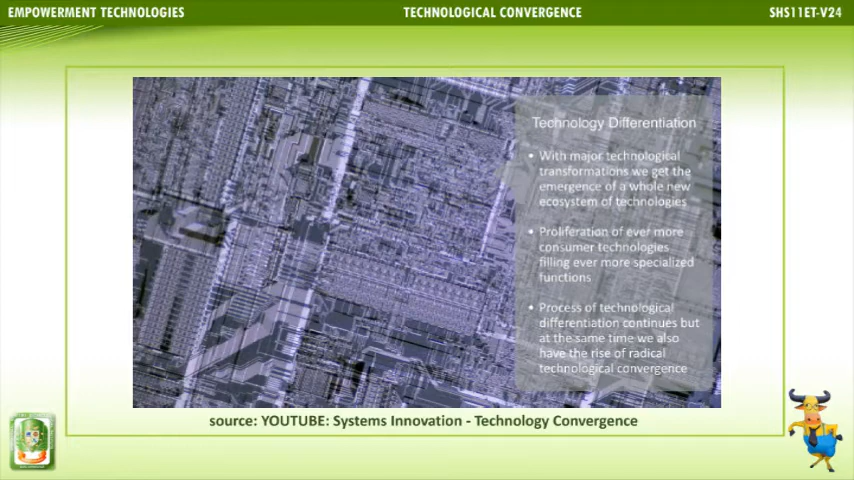 EMPOWERMENT TECHNOLOGIES
TECHNOLOGICAL CONVERGENCE
SHS11ET-V24
Technology Differentiation
• With major technological
transformations we get the
emergence of a whole new
ecosystem of technologies
• Proliferation of ever more
consumer technologies
filling ever more specialized
functions
• Process of technological
differentiation continues but
at the same time we also
have the rise of radical
technological convergence
source: YOUTUBE: Systems Innovation - Technology Convergence